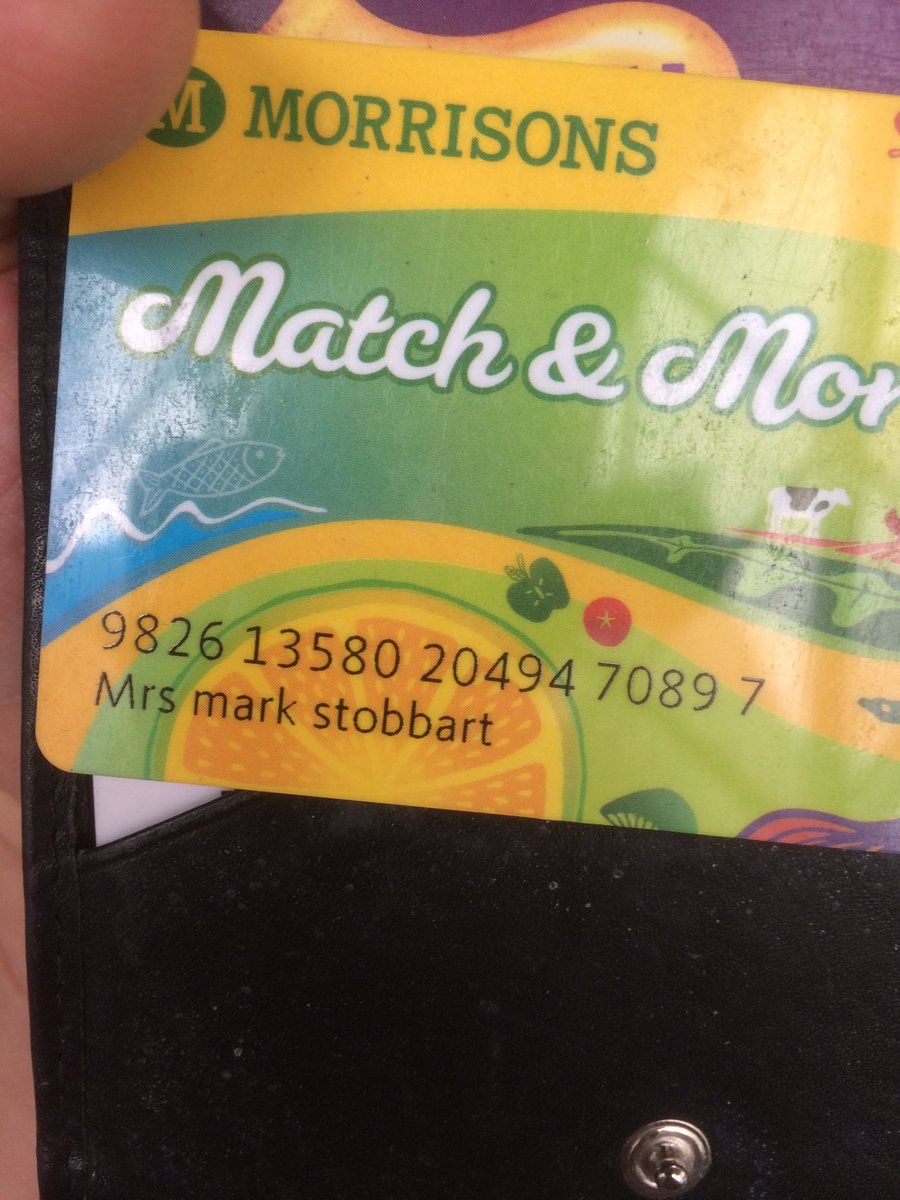 M MORRISONS
Match & Mor
9826 13580 20494 7089 7
Mrs mark stobbart